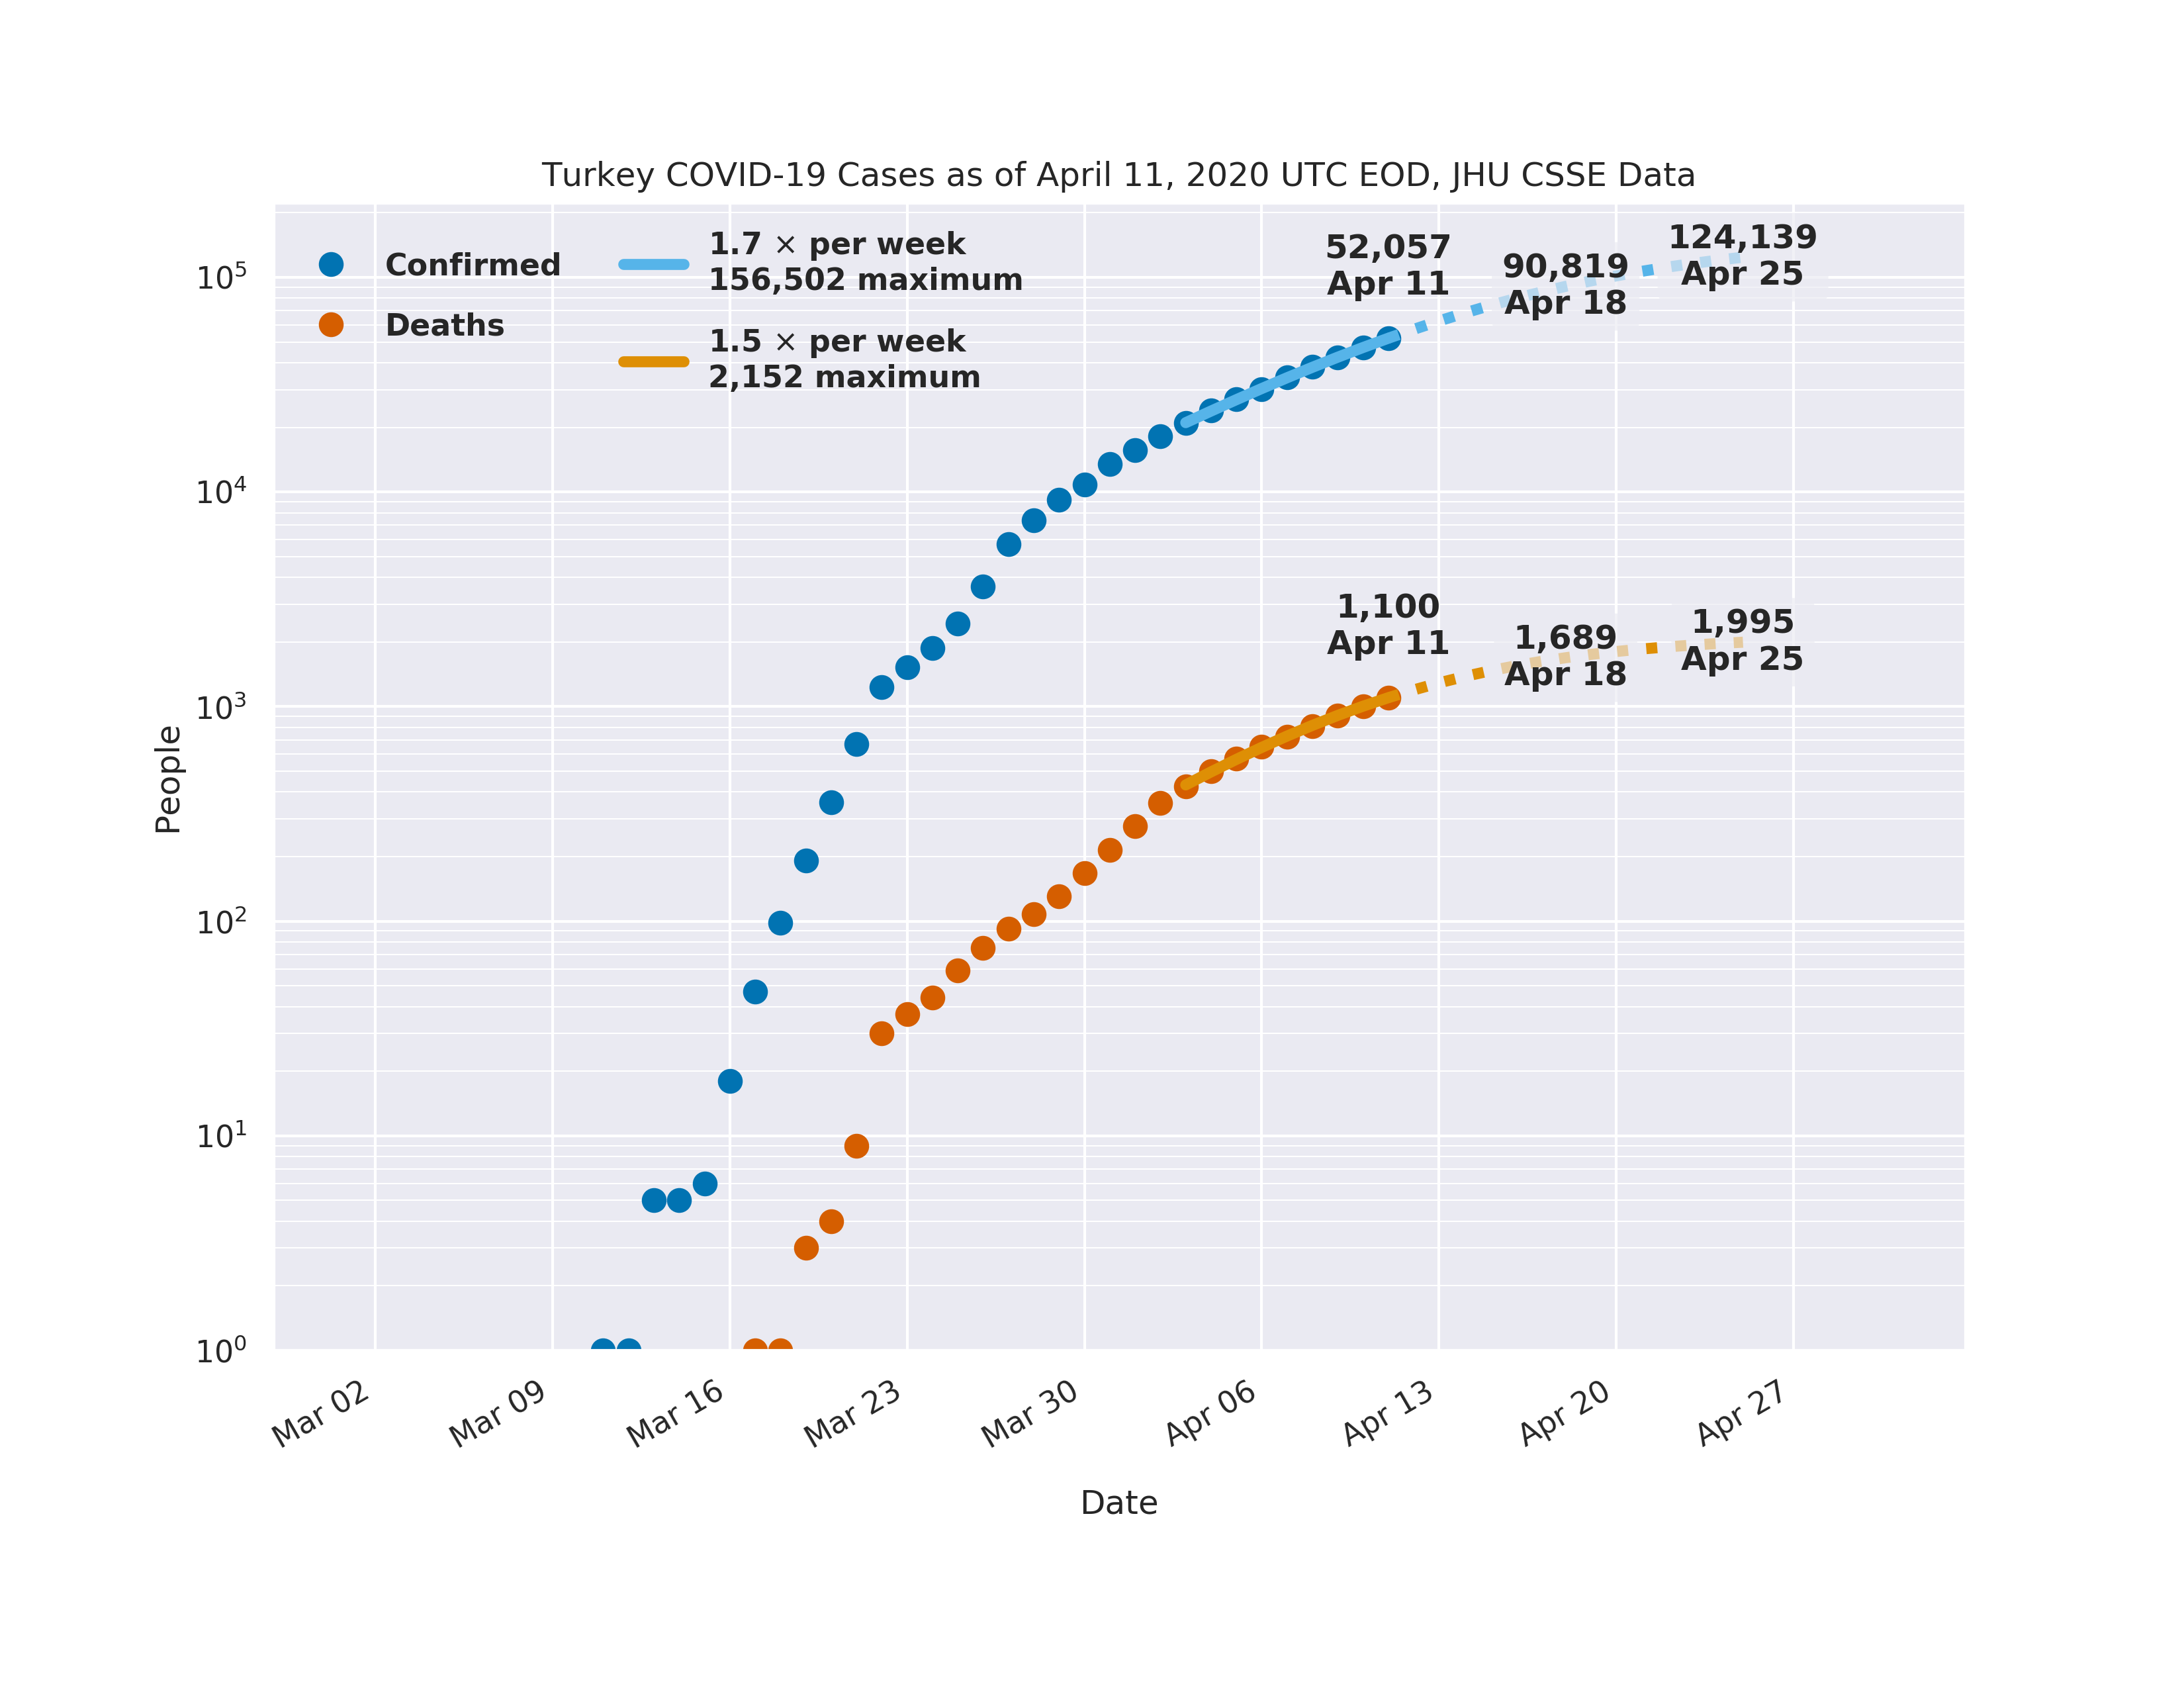 Turkey COVID-19 Cases as of April 11, 2020 UTC EOD, JHU CSSE Data
Confirmed
Deaths
1.7 × per week
156,502 maximum
1.5 × per week
2,152 maximum
52,057
Apr 11
90,819
Apr 18
124,139
Apr 25
1,100
Apr 11
1,689
Apr 18
1,995
Apr 25
People
10⁵
10⁴
10³
10²
10¹
10⁰
Mar 02
Mar 09
Mar 16
Mar 23
Mar 30
Apr 06
Apr 13
Apr 20
Apr 27
Date